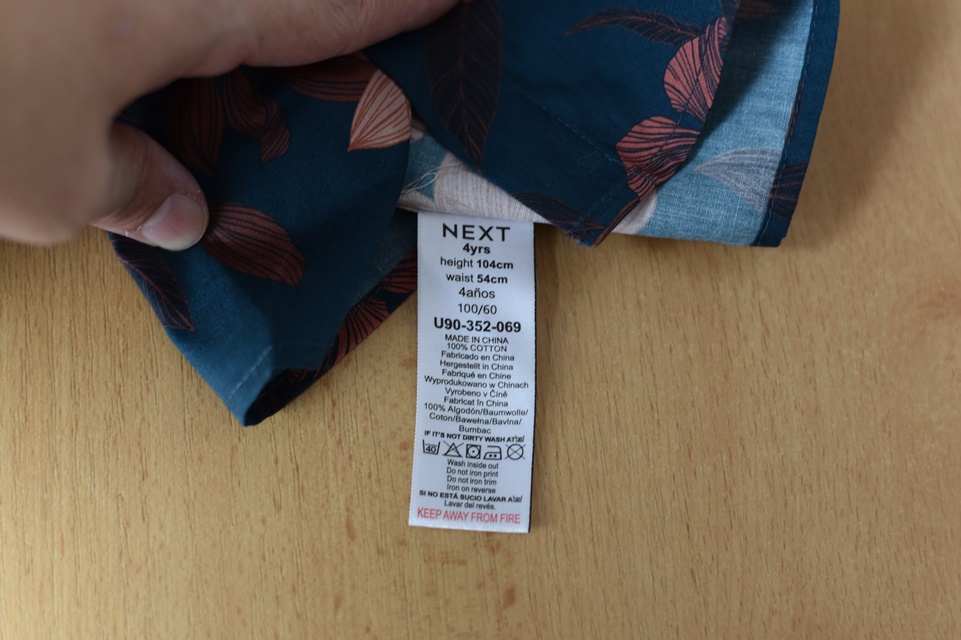 NEXT
4yrs
height 104cm
waist 54cm
4años
100/60
U90-352-069
MADE IN CHINA
100% COTTON
Fabricado en China
Hergestellt in China
Fabriqué en Chine
Wyprodukowano w Chinach
Vyrobeno v Číně
Fabricat în China
100% Algodón/Baumwolle/
Coton/Bawełna/Bavlna/
Bumbac
IF IT'S NOT DIRTY WASH AT
40
Wash inside out
Do not iron print
Do not iron trim
Iron on reverse
SI NO ESTÁ SUCIO LAVAR A
Lavar del revés.
KEEP AWAY FROM FIRE